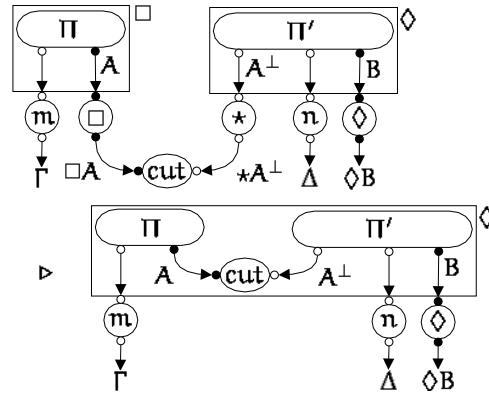 Π □ Π′ ◇
A A⊥ B
m □ * n ◇
Γ □A cut *A⊥ Δ ◇B
Π Π′ ◇
▷ A cut A⊥ B
m n ◇
Γ Δ ◇B